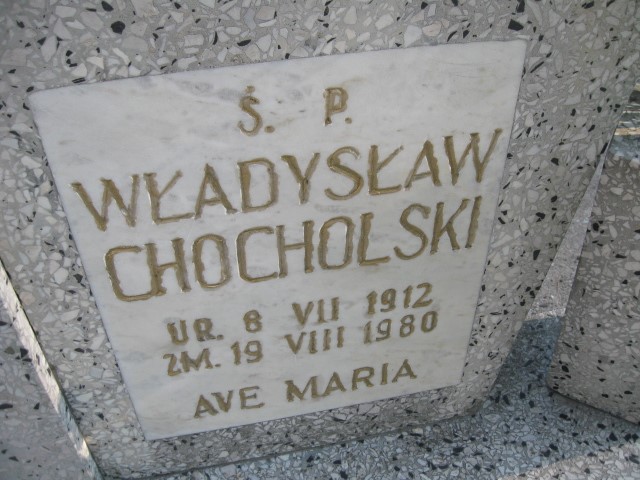 Ś. P.
WŁADYSŁAW
CHOCHOLSKI
UR. 8 VII 1912
ZM. 19 VIII 1980
AVE MARIA